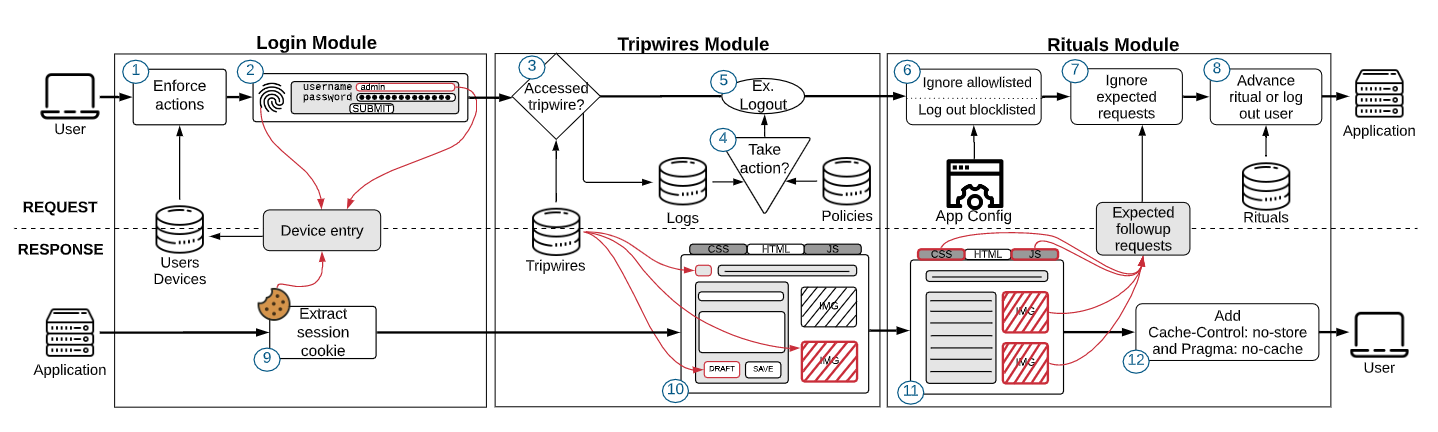 Login Module
Tripwires Module
Rituals Module
1
Enforce
actions
2
username admin
password
SUBMIT
3
Accessed
tripwire?
5
Ex.
Logout
4
Take
action?
6
Ignore allowlisted
Log out blocklisted
7
Ignore
expected
requests
8
Advance
ritual or log
out user
User
Application
Logs
Policies
App Config
Rituals
REQUEST
RESPONSE
Device entry
Users
Devices
Tripwires
Expected
followup
requests
CSS HTML JS
IMG
IMG
DRAFT SAVE
10
CSS HTML JS
IMG
IMG
11
Application
Extract
session
cookie
9
Add
Cache-Control: no-store
and Pragma: no-cache
12
User